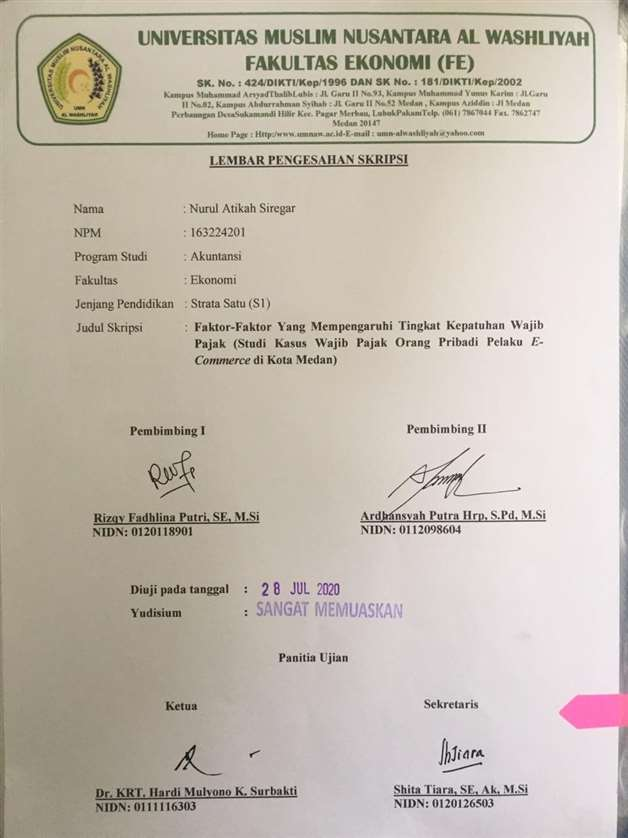 UNIVERSITAS MUSLIM NUSANTARA AL WASHLIYAH
FAKULTAS EKONOMI (FE)
SK. No. : 424/DIKTI/Kep/1996 DAN SK No. : 181/DIKTI/Kep/2002
Kampus Muhammad ArsyadThalibLubis : Jl. Garu II No.93, Kampus Muhammad Yunus Karim : Jl.Garu
II No.02, Kampus Abdurrahman Syihab : Jl. Garu II No.52 Medan , Kampus Aziddin : Jl Medan
Perbaungan DesaSukamandi Hilir Kec. Pagar Merbau, LubukPakamTelp. (061) 7867044 Fax. 7862747
Medan 20147
Home Page : Http:/www.umnaw.ac.id-E-mail : umn-alwashliyah@yahoo.com
UNIVERSITAS MUSLIM NUSANTARA AL WASHLIYAH
UMN
AL WASHLIYAH
LEMBAR PENGESAHAN SKRIPSI
Nama : Nurul Atikah Siregar
NPM : 163224201
Program Studi : Akuntansi
Fakultas : Ekonomi
Jenjang Pendidikan : Strata Satu (S1)
Judul Skripsi : Faktor-Faktor Yang Mempengaruhi Tingkat Kepatuhan Wajib
Pajak (Studi Kasus Wajib Pajak Orang Pribadi Pelaku E-
Commerce di Kota Medan)
Pembimbing I Pembimbing II
Rizqy Fadhlina Putri, SE, M.Si Ardhansyah Putra Hrp, S.Pd, M.Si
NIDN: 0120118901 NIDN: 0112098604
Diuji pada tanggal : 28 JUL 2020
Yudisium : SANGAT MEMUASKAN
Panitia Ujian
Ketua Sekretaris
ShTiara
Dr. KRT. Hardi Mulyono K. Surbakti Shita Tiara, SE, Ak, M.Si
NIDN: 0111116303 NIDN: 0120126503